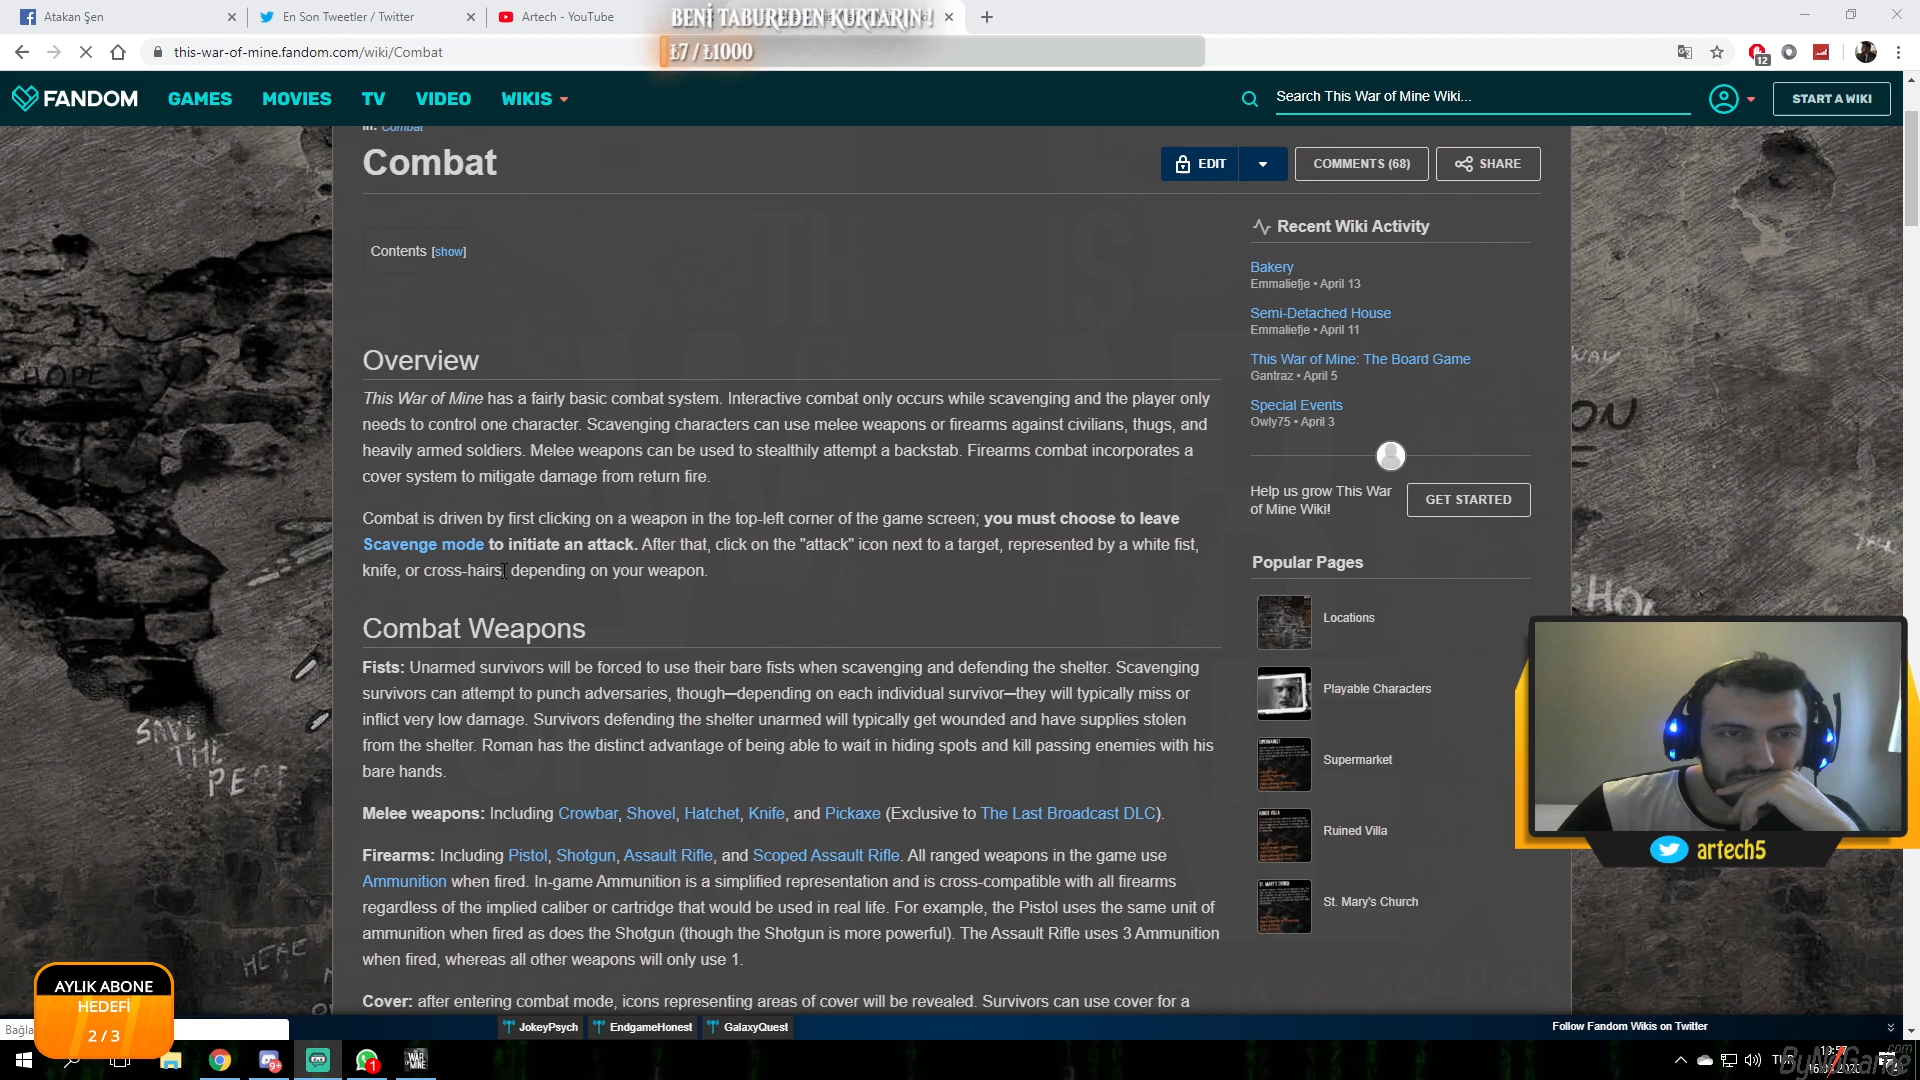 Atakan Şen
En Son Tweetler / Twitter
Artech - YouTube
BENİ TABUREDEN KURTARIN!
₺7 / ₺1000
this-war-of-mine.fandom.com/wiki/Combat
12
FANDOM
GAMES
MOVIES
TV
VIDEO
WIKIS
Search This War of Mine Wiki...
START A WIKI
in: Combat
Combat
EDIT
COMMENTS (68)
SHARE
Contents [show]
Overview
This War of Mine has a fairly basic combat system. Interactive combat only occurs while scavenging and the player only
needs to control one character. Scavenging characters can use melee weapons or firearms against civilians, thugs, and
heavily armed soldiers. Melee weapons can be used to stealthily attempt a backstab. Firearms combat incorporates a
cover system to mitigate damage from return fire.
Combat is driven by first clicking on a weapon in the top-left corner of the game screen; you must choose to leave
Scavenge mode to initiate an attack. After that, click on the "attack" icon next to a target, represented by a white fist,
knife, or cross-hairs, depending on your weapon.
Combat Weapons
Fists: Unarmed survivors will be forced to use their bare fists when scavenging and defending the shelter. Scavenging
survivors can attempt to punch adversaries, though—depending on each individual survivor—they will typically miss or
inflict very low damage. Survivors defending the shelter unarmed will typically get wounded and have supplies stolen
from the shelter. Roman has the distinct advantage of being able to wait in hiding spots and kill passing enemies with his
bare hands.
Melee weapons: Including Crowbar, Shovel, Hatchet, Knife, and Pickaxe (Exclusive to The Last Broadcast DLC).
Firearms: Including Pistol, Shotgun, Assault Rifle, and Scoped Assault Rifle. All ranged weapons in the game use
Ammunition when fired. In-game Ammunition is a simplified representation and is cross-compatible with all firearms
regardless of the implied caliber or cartridge that would be used in real life. For example, the Pistol uses the same unit of
ammunition when fired as does the Shotgun (though the Shotgun is more powerful). The Assault Rifle uses 3 Ammunition
when fired, whereas all other weapons will only use 1.
Cover: after entering combat mode, icons representing areas of cover will be revealed. Survivors can use cover for a
Recent Wiki Activity
Bakery
Emmaliefje • April 13
Semi-Detached House
Emmaliefje • April 11
This War of Mine: The Board Game
Gantraz • April 5
Special Events
Owly75 • April 3
Help us grow This War
of Mine Wiki!
GET STARTED
Popular Pages
Locations
Playable Characters
Supermarket
Ruined Villa
St. Mary's Church
HOPE
SAVE
THE
HERE
artech5
AYLIK ABONE
HEDEFİ
2 / 3
Bağla
JokeyPsych
EndgameHonest
GalaxyQuest
Follow Fandom Wikis on Twitter
9+
1
WAR
MINE
ByNoGame
.com